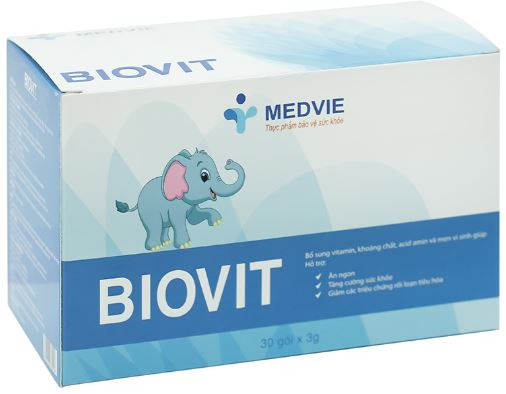 MEDVIE
BIOVIT
MEDVIE
Thực phẩm bảo vệ sức khỏe
BIOVIT
Bổ sung vitamin, khoáng chất, acid amin và men vi sinh giúp
Hỗ trợ:
Ăn ngon
Tăng cường sức khỏe
Giảm các triệu chứng rối loạn tiêu hóa
30 gói x 3g